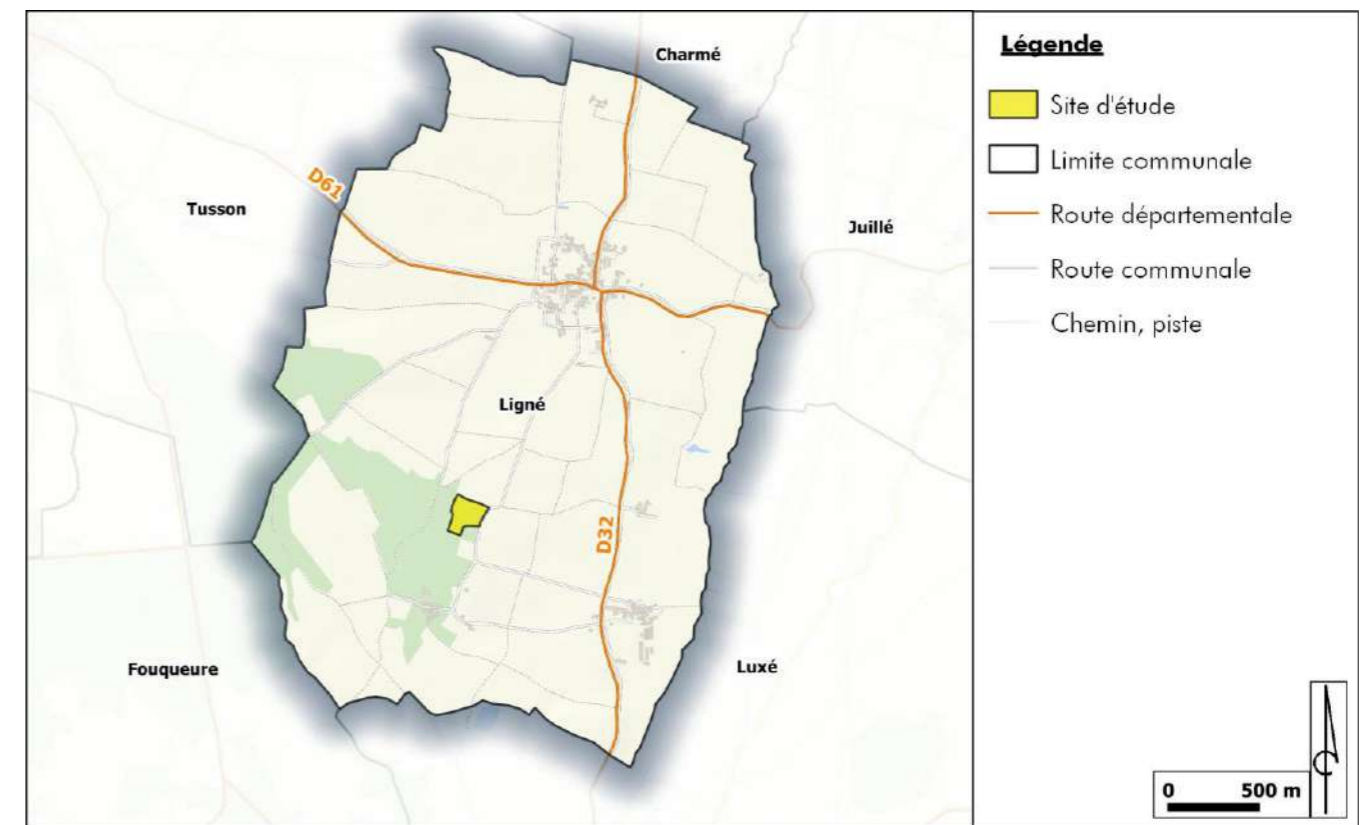 Charmé
D61
Tusson
Juillé
Ligné
D32
Fouqueure
Luxé
Légende
Site d'étude
Limite communale
Route départementale
Route communale
Chemin, piste
0 500 m